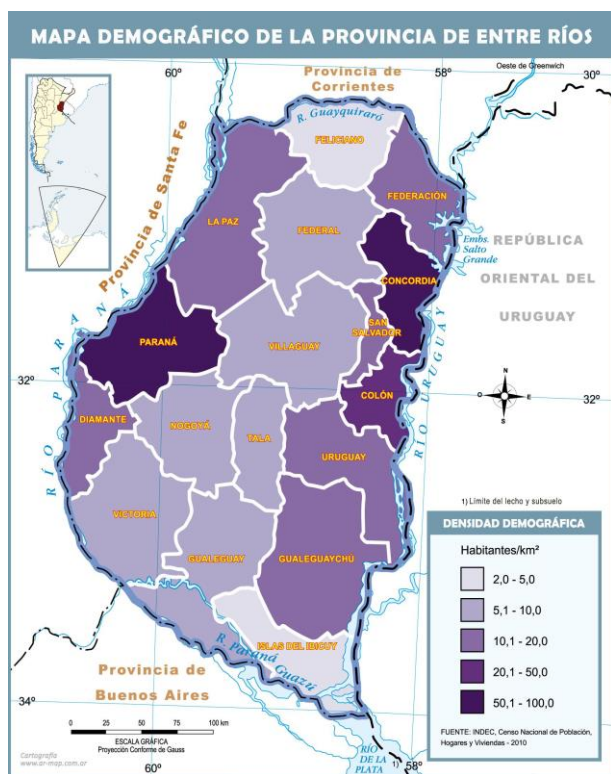 MAPA DEMOGRÁFICO DE LA PROVINCIA DE ENTRE RÍOS
60°
Provincia de
Corrientes
58°
Oeste de Greenwich
30°
R. Guayquiraró
FELICIANO
FEDERACIÓN
LA PAZ
FEDERAL
Provincia de Santa Fe
Embs.
Salto
Grande
REPÚBLICA
ORIENTAL DEL
URUGUAY
CONCORDIA
SAN
SALVADOR
PARANÁ
VILLAGUAY
RÍO PARANÁ
RÍO URUGUAY
32°
32°
COLÓN
N
O
E
S
DIAMANTE
NOGOYÁ
TALA
URUGUAY
1) Límite del lecho y subsuelo
VICTORIA
GUALEGUAY
GUALEGUAYCHÚ
DENSIDAD DEMOGRÁFICA
Habitantes/km²
2,0 - 5,0
5,1 - 10,0
10,1 - 20,0
20,1 - 50,0
50,1 - 100,0
FUENTE: INDEC, Censo Nacional de Población,
Hogares y Viviendas - 2010
ISLAS DEL IBICUY
R. Paraná Guazú
Provincia de
Buenos Aires
34°
34°
0 25 50 75 100 km
ESCALA GRÁFICA
Proyección Conforme de Gauss
Cartografía
www.ar-map.com.ar
60°
RÍO
DE LA
PLATA
1)
58°